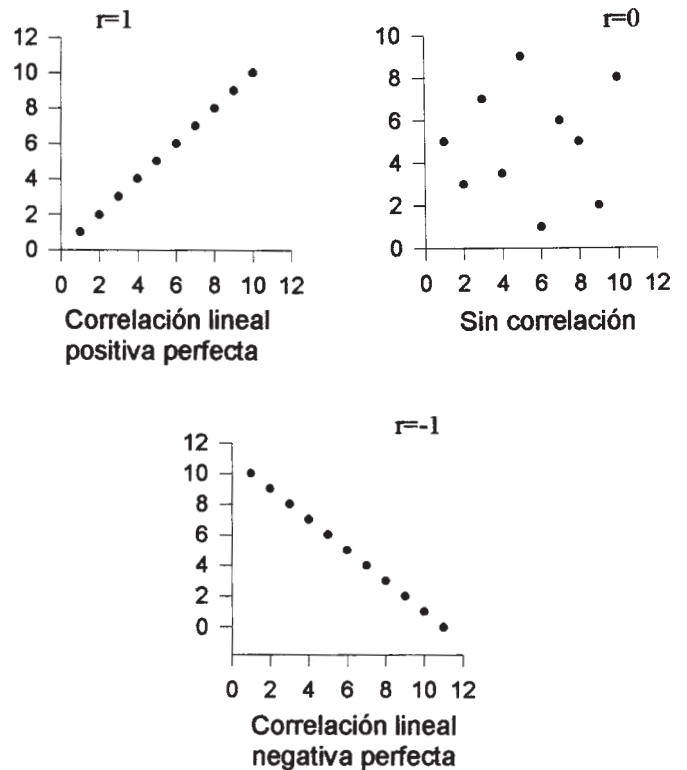 r=1
12
10
8
6
4
2
0
0 2 4 6 8 10 12
Correlación lineal
positiva perfecta
r=0
10
8
6
4
2
0
0 2 4 6 8 10 12
Sin correlación
r=-1
12
10
8
6
4
2
0
0 2 4 6 8 10 12
Correlación lineal
negativa perfecta